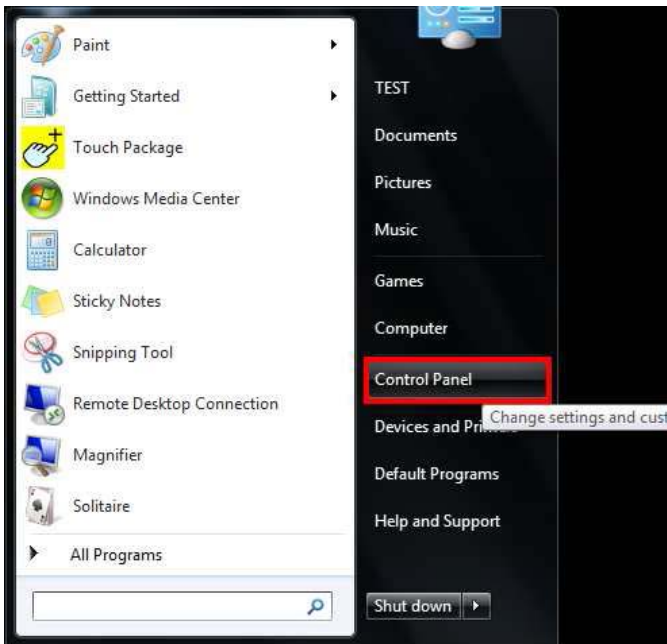 Paint
Getting Started
Touch Package
Windows Media Center
Calculator
Sticky Notes
Snipping Tool
Remote Desktop Connection
Magnifier
Solitaire
All Programs
TEST
Documents
Pictures
Music
Games
Computer
Control Panel
Change settings and cust
Devices and Printers
Default Programs
Help and Support
Shut down